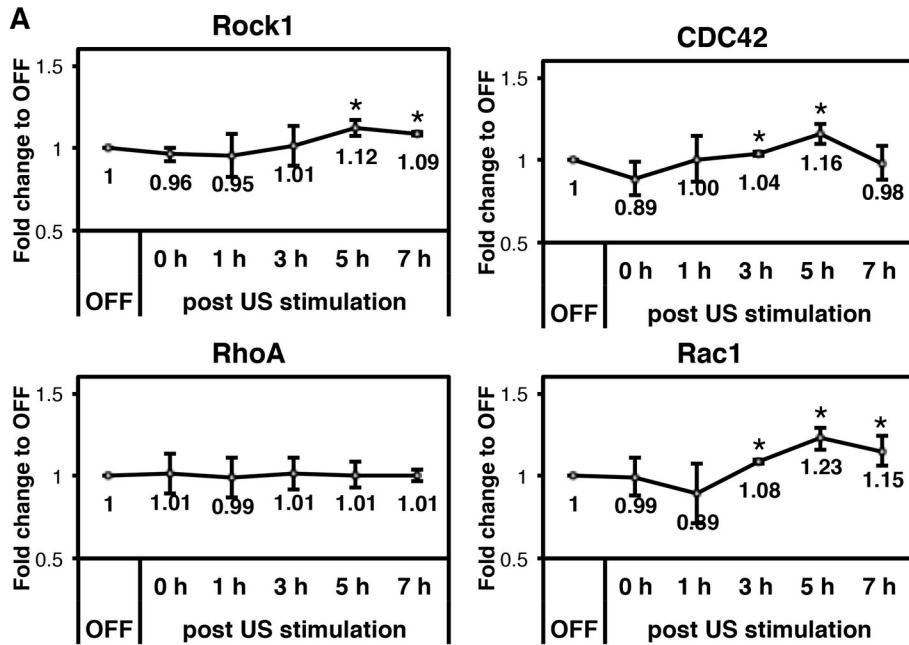 A
Rock1
Fold change to OFF
1.5
1
0.5
1
0.96
0.95
1.01
*
1.12
*
1.09
0 h 1 h 3 h 5 h 7 h
OFF post US stimulation
CDC42
Fold change to OFF
1.5
1
0.5
1
0.89
1.00
*
1.04
*
1.16
0.98
0 h 1 h 3 h 5 h 7 h
OFF post US stimulation
RhoA
Fold change to OFF
1.5
1
0.5
1
1.01
0.99
1.01
1.01
1.01
0 h 1 h 3 h 5 h 7 h
OFF post US stimulation
Rac1
Fold change to OFF
1.5
1
0.5
1
0.99
0.89
*
1.08
*
1.23
*
1.15
0 h 1 h 3 h 5 h 7 h
OFF post US stimulation